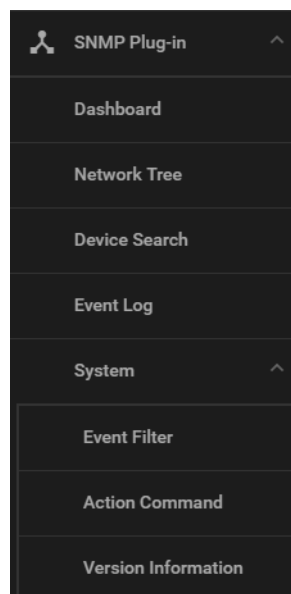 SNMP Plug-in
Dashboard
Network Tree
Device Search
Event Log
System
Event Filter
Action Command
Version Information